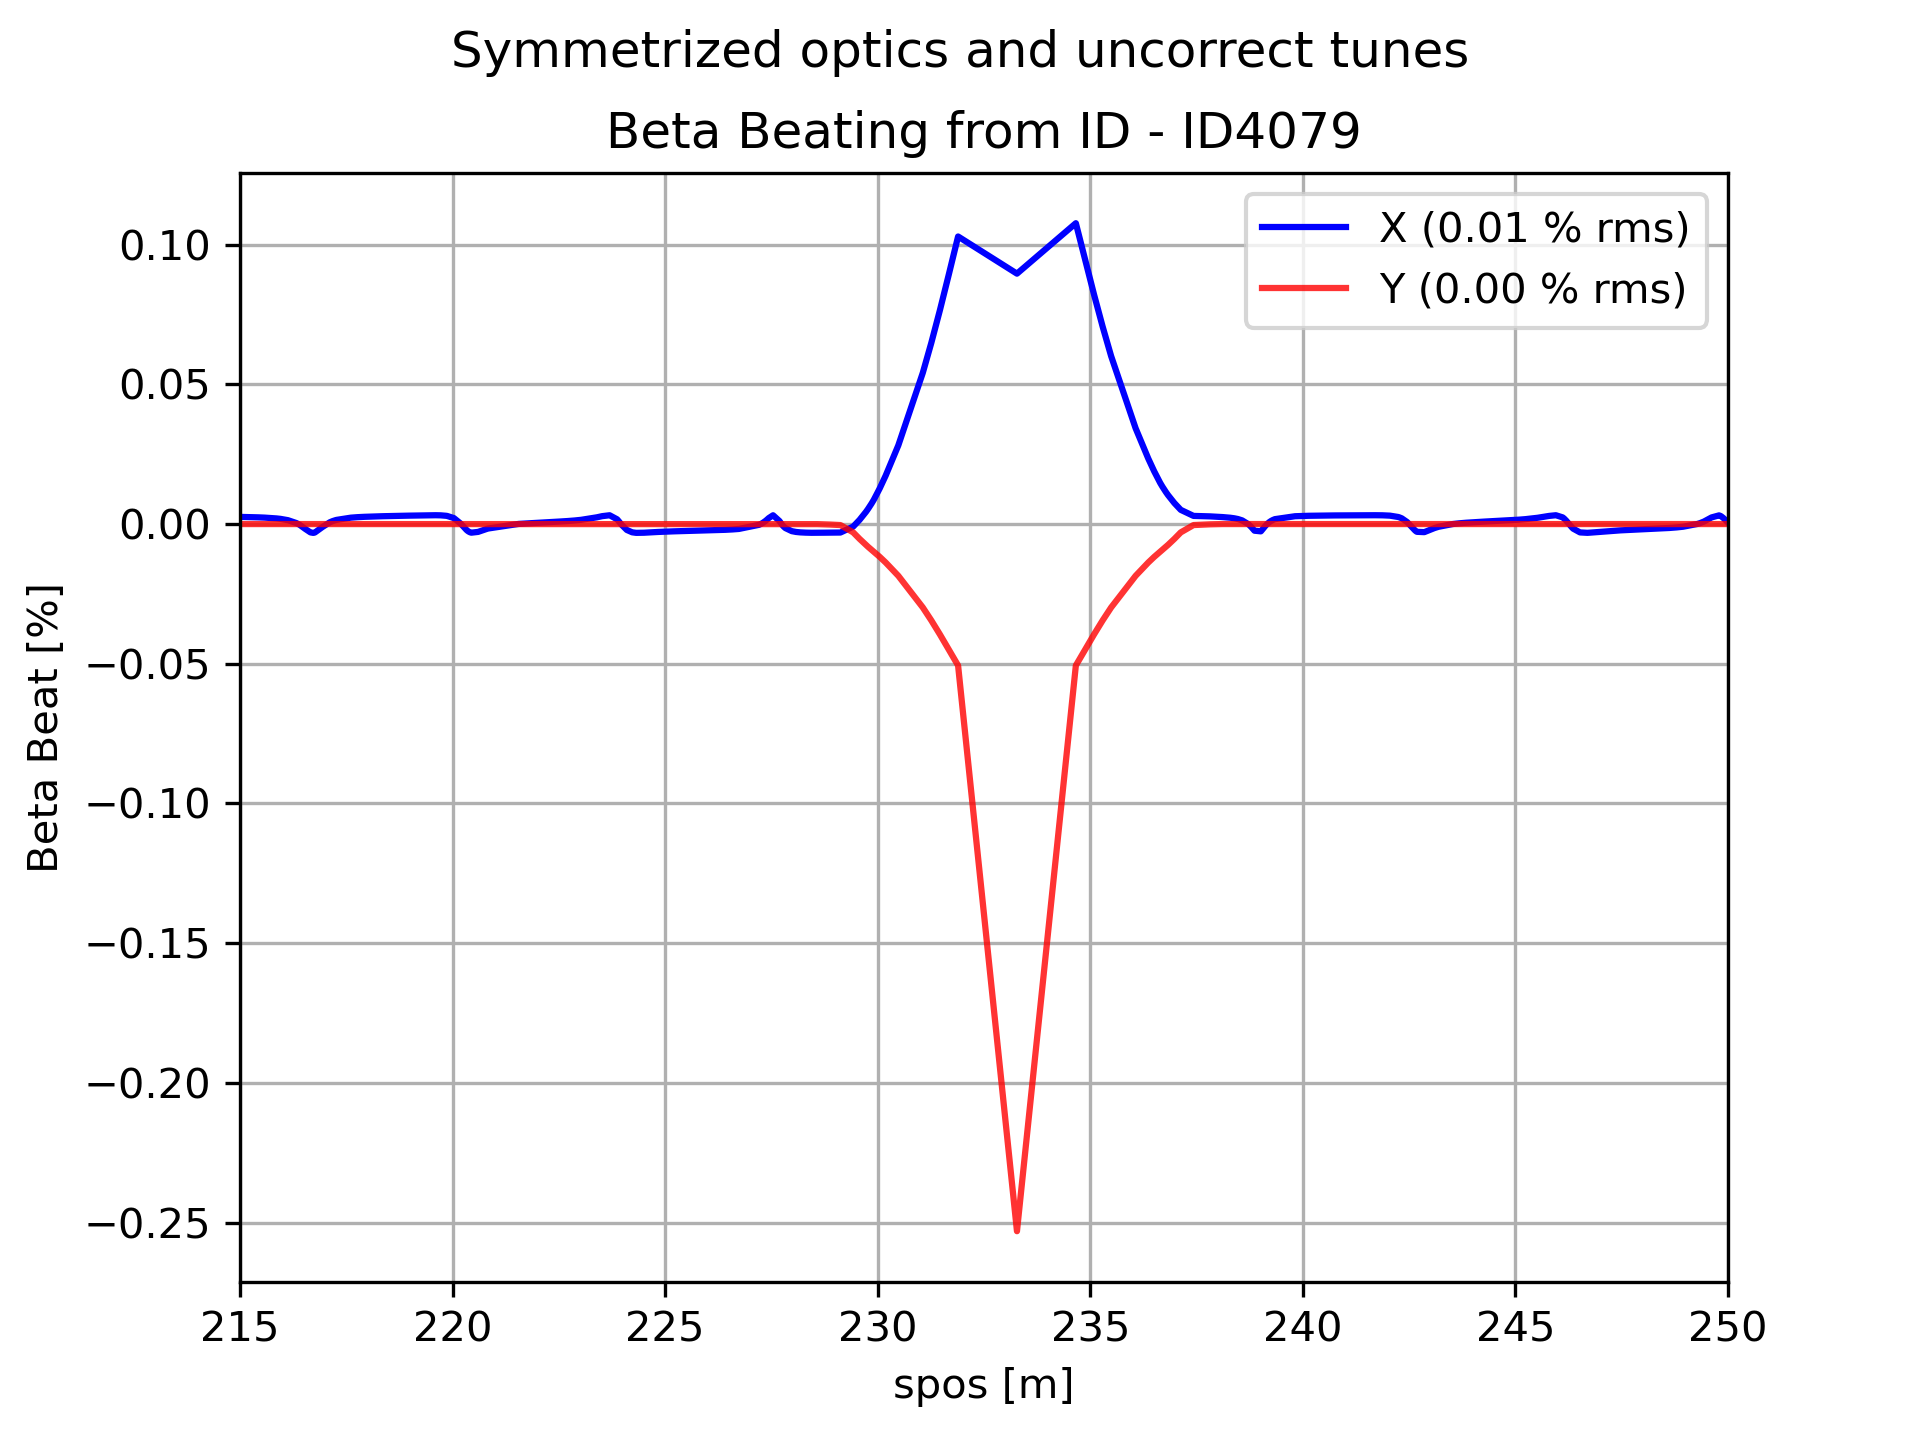 Symmetrized optics and uncorrect tunes
Beta Beating from ID - ID4079
X (0.01 % rms)
Y (0.00 % rms)
Beta Beat [%]
0.10
0.05
0.00
−0.05
−0.10
−0.15
−0.20
−0.25
215 220 225 230 235 240 245 250
spos [m]